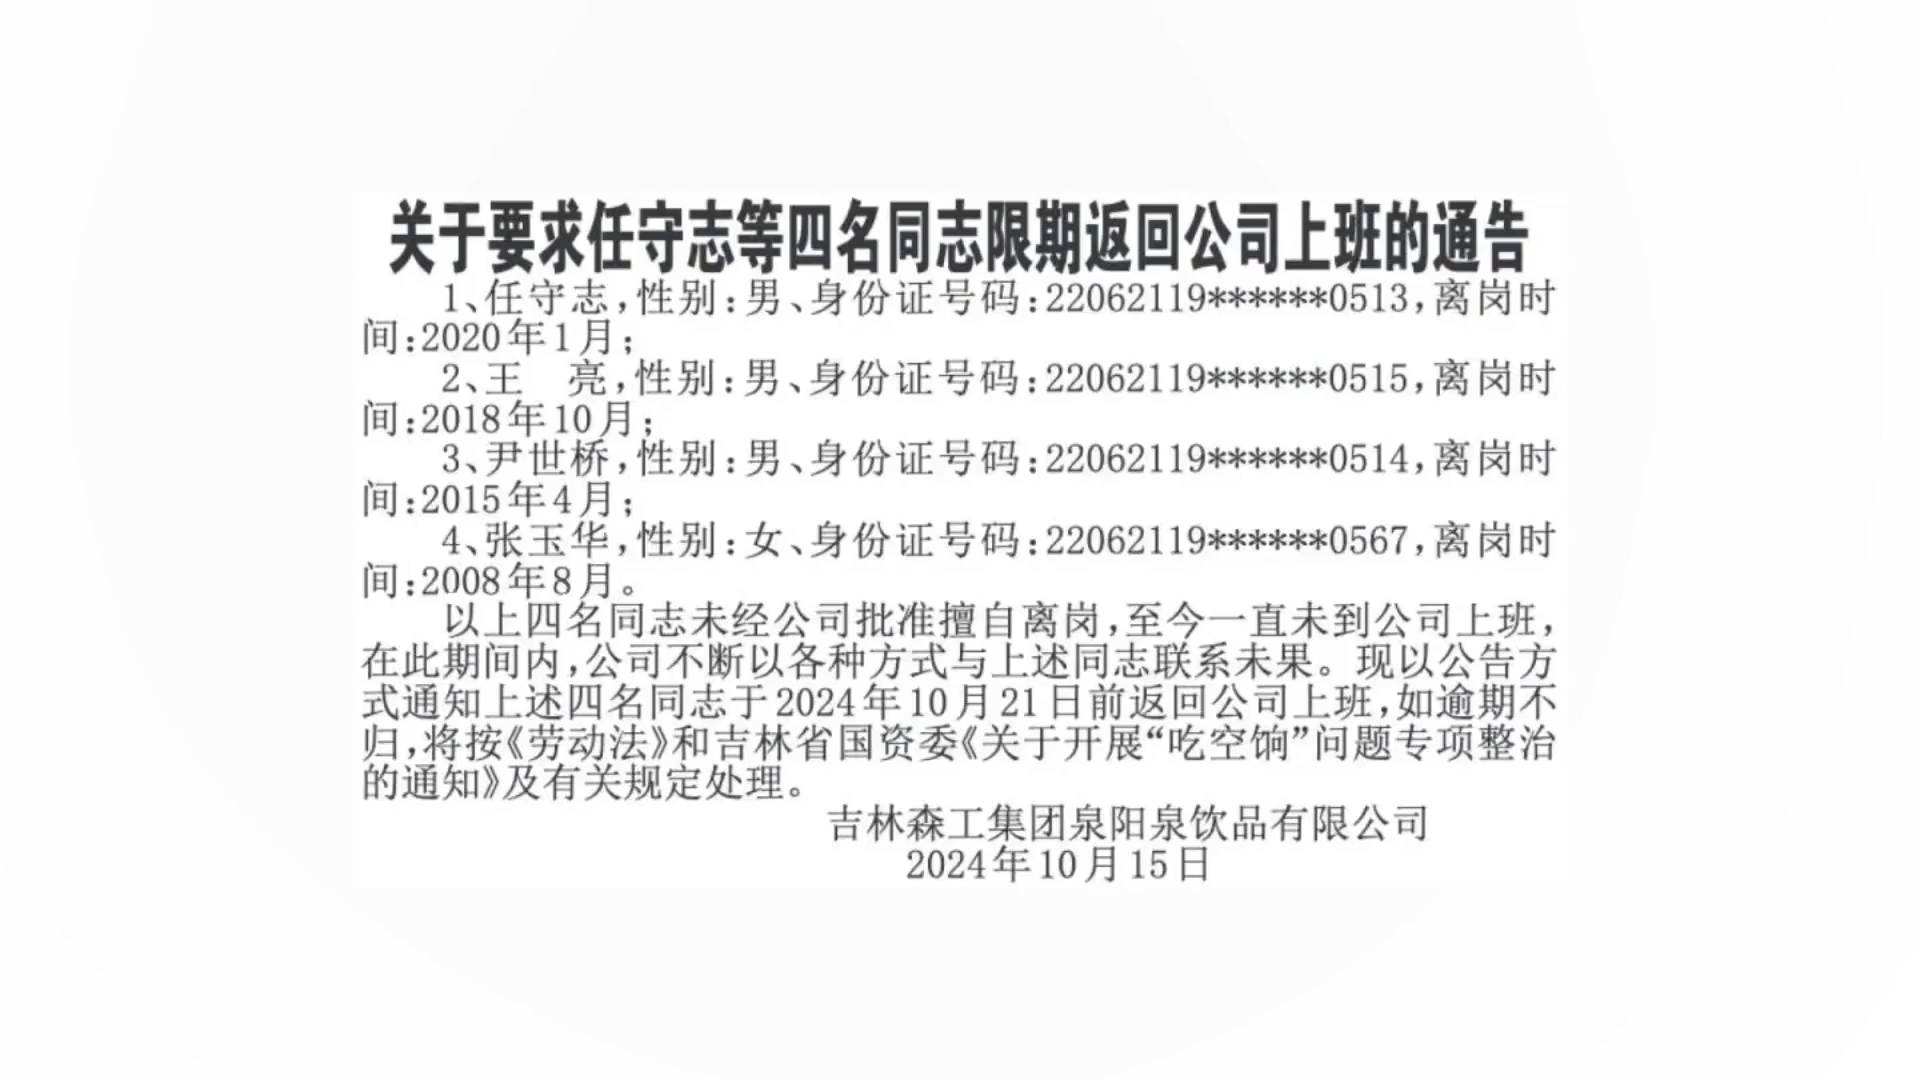 关于要求任守志等四名同志限期返回公司上班的通告
1、任守志,性别:男、身份证号码:22062119******0513,离岗时
间:2020年1月;
2、王　亮,性别:男、身份证号码:22062119******0515,离岗时
间:2018年10月;
3、尹世桥,性别:男、身份证号码:22062119******0514,离岗时
间:2015年4月;
4、张玉华,性别:女、身份证号码:22062119******0567,离岗时
间:2008年8月。
以上四名同志未经公司批准擅自离岗,至今一直未到公司上班,
在此期间内,公司不断以各种方式与上述同志联系未果。现以公告方
式通知上述四名同志于2024年10月21日前返回公司上班,如逾期不
归,将按《劳动法》和吉林省国资委《关于开展“吃空饷”问题专项整治
的通知》及有关规定处理。
吉林森工集团泉阳泉饮品有限公司
2024年10月15日